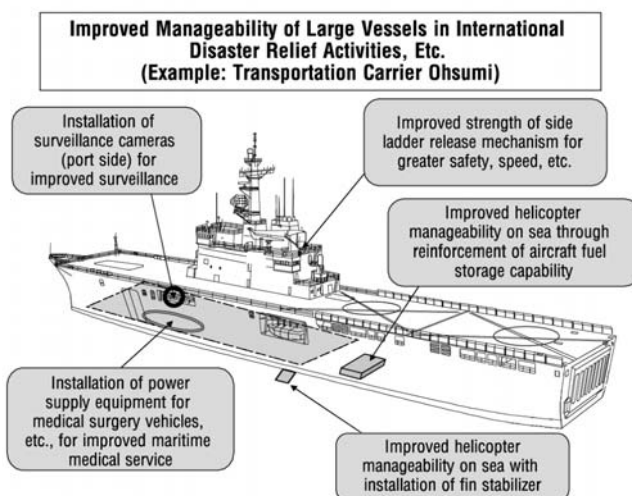 Improved Manageability of Large Vessels in International
Disaster Relief Activities, Etc.
(Example: Transportation Carrier Ohsumi)
Installation of
surveillance cameras
(port side) for
improved surveillance
Improved strength of side
ladder release mechanism for
greater safety, speed, etc.
Improved helicopter
manageability on sea through
reinforcement of aircraft fuel
storage capability
Installation of power
supply equipment for
medical surgery vehicles,
etc., for improved maritime
medical service
Improved helicopter
manageability on sea with
installation of fin stabilizer